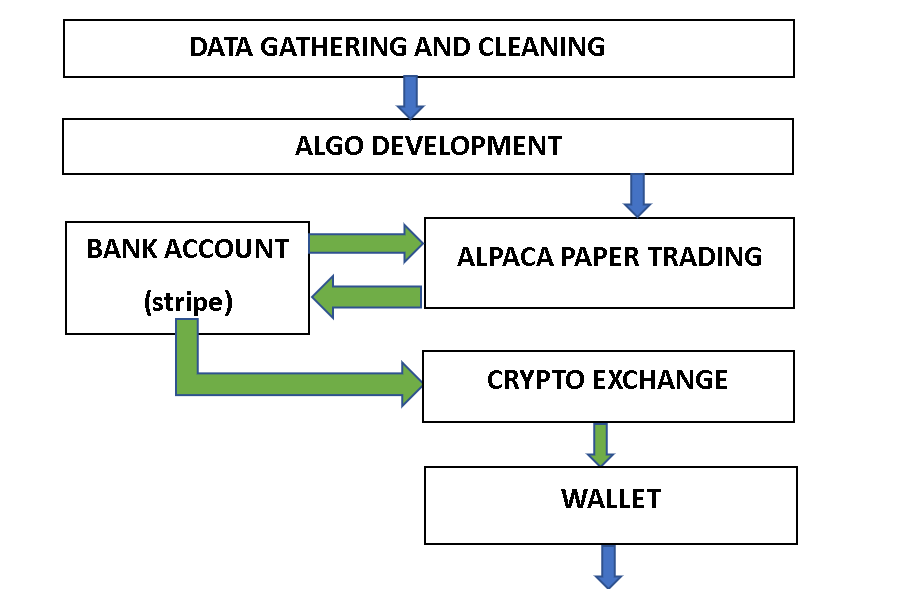 DATA GATHERING AND CLEANING
ALGO DEVELOPMENT
BANK ACCOUNT
(stripe)
ALPACA PAPER TRADING
CRYPTO EXCHANGE
WALLET